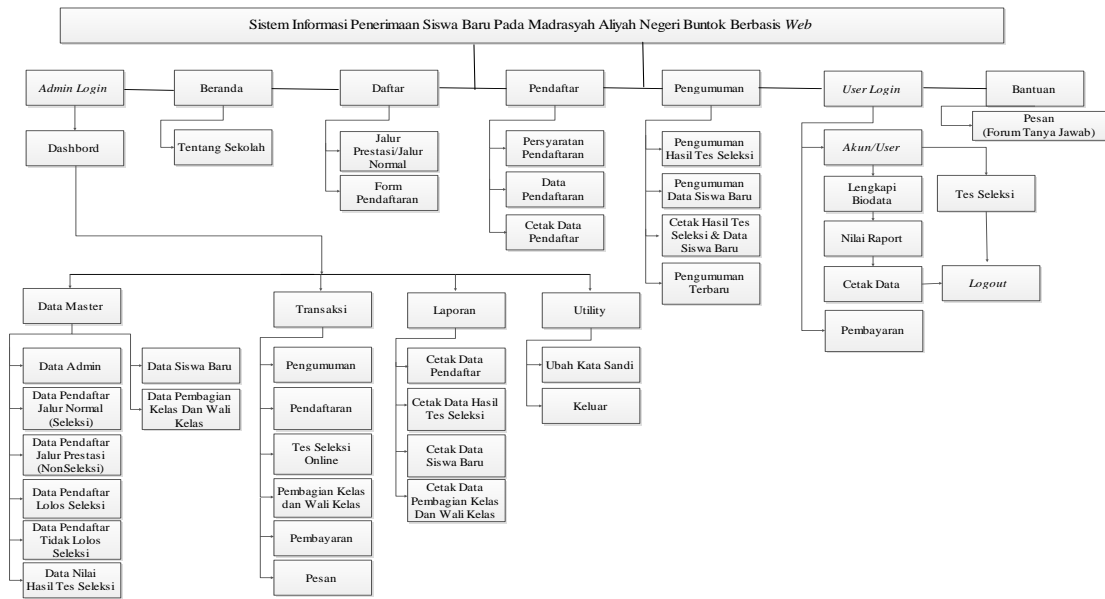 Sistem Informasi Penerimaan Siswa Baru Pada Madrasyah Aliyah Negeri Buntok Berbasis Web
Admin Login
Beranda
Daftar
Pendaftar
Pengumuman
User Login
Bantuan
Dashbord
Tentang Sekolah
Jalur
Prestasi/Jalur
Normal
Form
Pendaftaran
Persyaratan
Pendaftaran
Data
Pendaftaran
Cetak Data
Pendaftar
Pengumuman
Hasil Tes Seleksi
Pengumuman
Data Siswa Baru
Cetak Hasil Tes
Seleksi & Data
Siswa Baru
Pengumuman
Terbaru
Akun/User
Lengkapi
Biodata
Nilai Raport
Cetak Data
Pembayaran
Tes Seleksi
Logout
Pesan
(Forum Tanya Jawab)
Data Master
Transaksi
Laporan
Utility
Data Admin
Data Pendaftar
Jalur Normal
(Seleksi)
Data Pendaftar
Jalur Prestasi
(NonSeleksi)
Data Pendaftar
Lolos Seleksi
Data Pendaftar
Tidak Lolos
Seleksi
Data Nilai
Hasil Tes Seleksi
Data Siswa Baru
Data Pembagian
Kelas Dan Wali
Kelas
Pengumuman
Pendaftaran
Tes Seleksi
Online
Pembagian Kelas
dan Wali Kelas
Pembayaran
Pesan
Cetak Data
Pendaftar
Cetak Data Hasil
Tes Seleksi
Cetak Data
Siswa Baru
Cetak Data
Pembagian Kelas
Dan Wali Kelas
Ubah Kata Sandi
Keluar